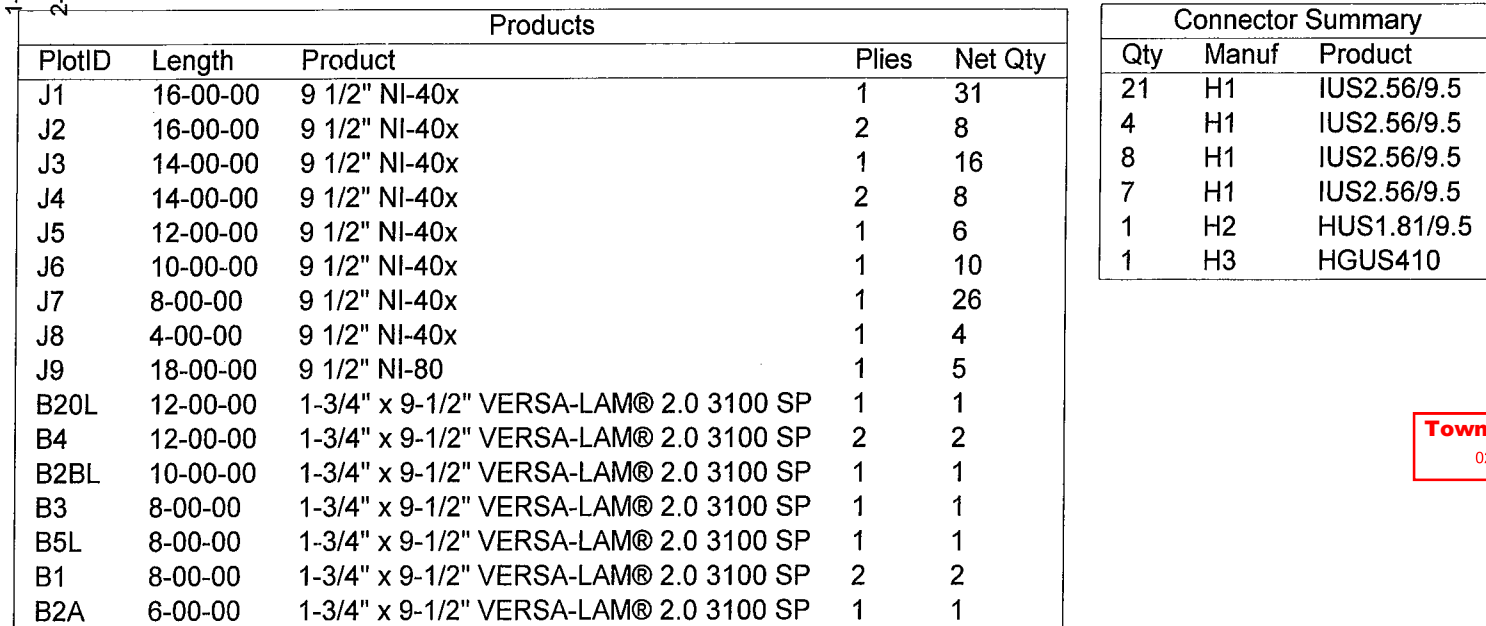 Products
PlotID Length Product Plies Net Qty
J1 16-00-00 9 1/2" NI-40x 1 31
J2 16-00-00 9 1/2" NI-40x 2 8
J3 14-00-00 9 1/2" NI-40x 1 16
J4 14-00-00 9 1/2" NI-40x 2 8
J5 12-00-00 9 1/2" NI-40x 1 6
J6 10-00-00 9 1/2" NI-40x 1 10
J7 8-00-00 9 1/2" NI-40x 1 26
J8 4-00-00 9 1/2" NI-40x 1 4
J9 18-00-00 9 1/2" NI-80 1 5
B20L 12-00-00 1-3/4" x 9-1/2" VERSA-LAM® 2.0 3100 SP 1 1
B4 12-00-00 1-3/4" x 9-1/2" VERSA-LAM® 2.0 3100 SP 2 2
B2BL 10-00-00 1-3/4" x 9-1/2" VERSA-LAM® 2.0 3100 SP 1 1
B3 8-00-00 1-3/4" x 9-1/2" VERSA-LAM® 2.0 3100 SP 1 1
B5L 8-00-00 1-3/4" x 9-1/2" VERSA-LAM® 2.0 3100 SP 1 1
B1 8-00-00 1-3/4" x 9-1/2" VERSA-LAM® 2.0 3100 SP 2 2
B2A 6-00-00 1-3/4" x 9-1/2" VERSA-LAM® 2.0 3100 SP 1 1
Connector Summary
Qty Manuf Product
21 H1 IUS2.56/9.5
4 H1 IUS2.56/9.5
8 H1 IUS2.56/9.5
7 H1 IUS2.56/9.5
1 H2 HUS1.81/9.5
1 H3 HGUS410
Town